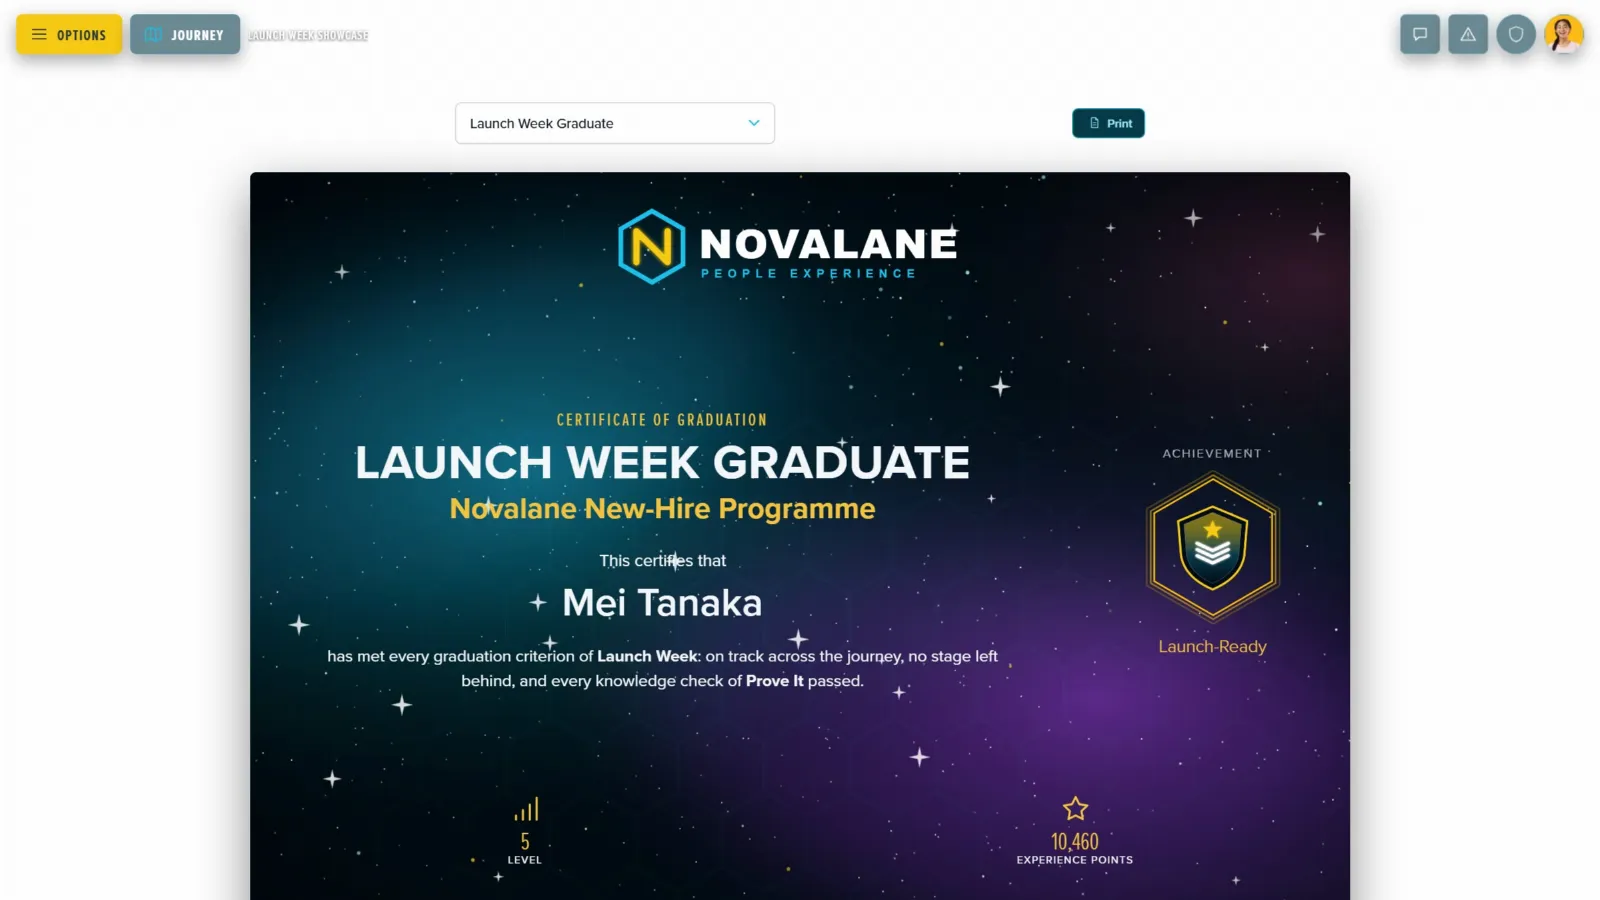 OPTIONS
JOURNEY
LAUNCH WEEK SHOWCASE
Launch Week Graduate
Print
NOVALANE
PEOPLE EXPERIENCE
CERTIFICATE OF GRADUATION
LAUNCH WEEK GRADUATE
Novalane New-Hire Programme
This certifies that
Mei Tanaka
has met every graduation criterion of Launch Week: on track across the journey, no stage left
behind, and every knowledge check of Prove It passed.
ACHIEVEMENT
Launch-Ready
5
LEVEL
10,460
EXPERIENCE POINTS